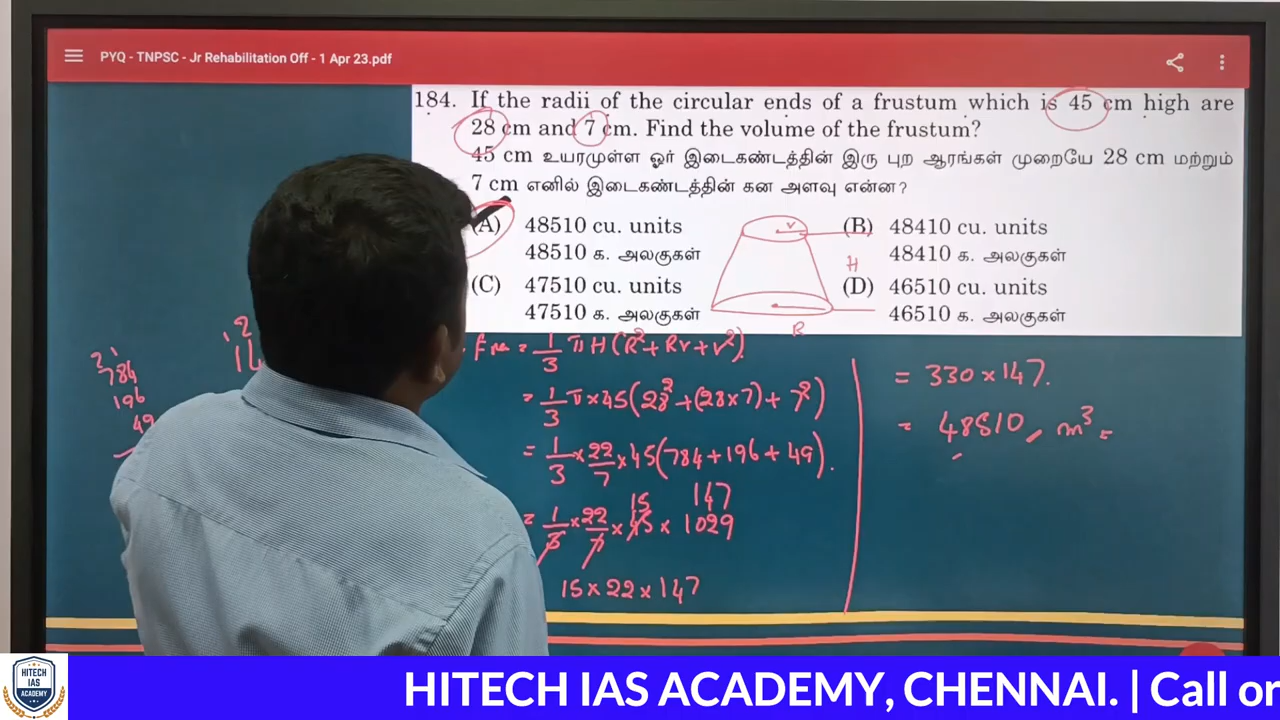 PYQ - TNPSC - Jr Rehabilitation Off - 1 Apr 23.pdf
184. If the radii of the circular ends of a frustum which is 45 cm high are
28 cm and 7 cm. Find the volume of the frustum?
45 cm உயரமுள்ள ஓர் இடைகண்டத்தின் இரு புற ஆரங்கள் முறையே 28 cm மற்றும்
7 cm எனில் இடைகண்டத்தின் கன அளவு என்ன?
(A) 48510 cu. units
48510 க. அலகுகள்
(B) 48410 cu. units
48410 க. அலகுகள்
(C) 47510 cu. units
47510 க. அலகுகள்
(D) 46510 cu. units
46510 க. அலகுகள்
r
H
R
= 1/3 π H (R² + Rr + r²).
= 1/3 π × 45 (28² + (28×7) + 7²)
= 1/3 × 22/7 × 45 (784 + 196 + 49).
15 147
= 1/3 × 22/7 × 45 × 1029
15 × 22 × 147
= 330 × 147.
= 48510 m³
2 1
784
196
49
HITECH IAS ACADEMY
HITECH IAS ACADEMY, CHENNAI. | Call or